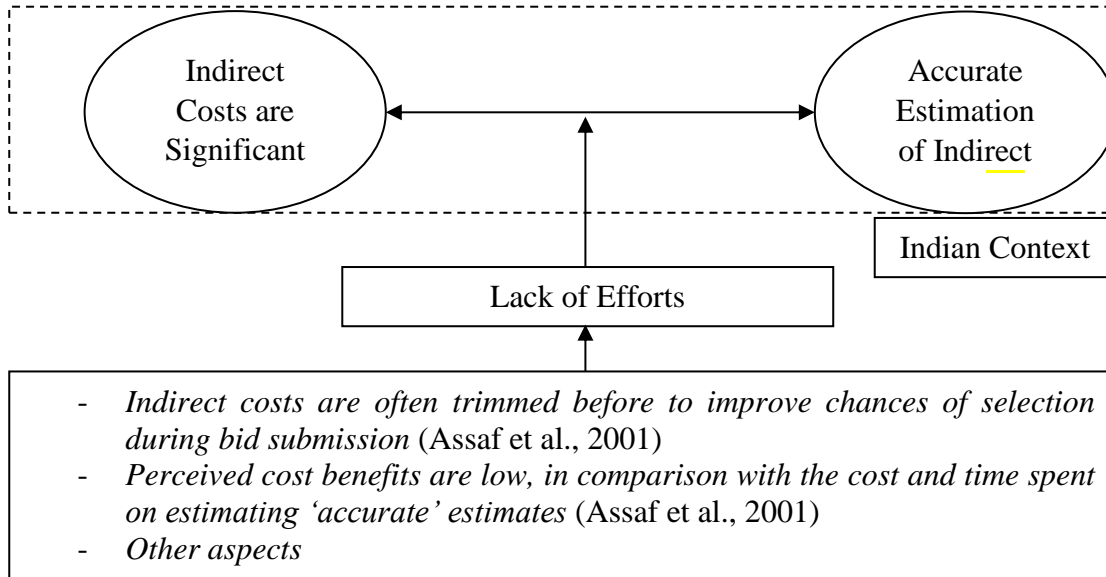 Indirect
Costs are
Significant
Accurate
Estimation
of Indirect
Indian Context
Lack of Efforts
- Indirect costs are often trimmed before to improve chances of selection
during bid submission (Assaf et al., 2001)
- Perceived cost benefits are low, in comparison with the cost and time spent
on estimating ‘accurate’ estimates (Assaf et al., 2001)
- Other aspects